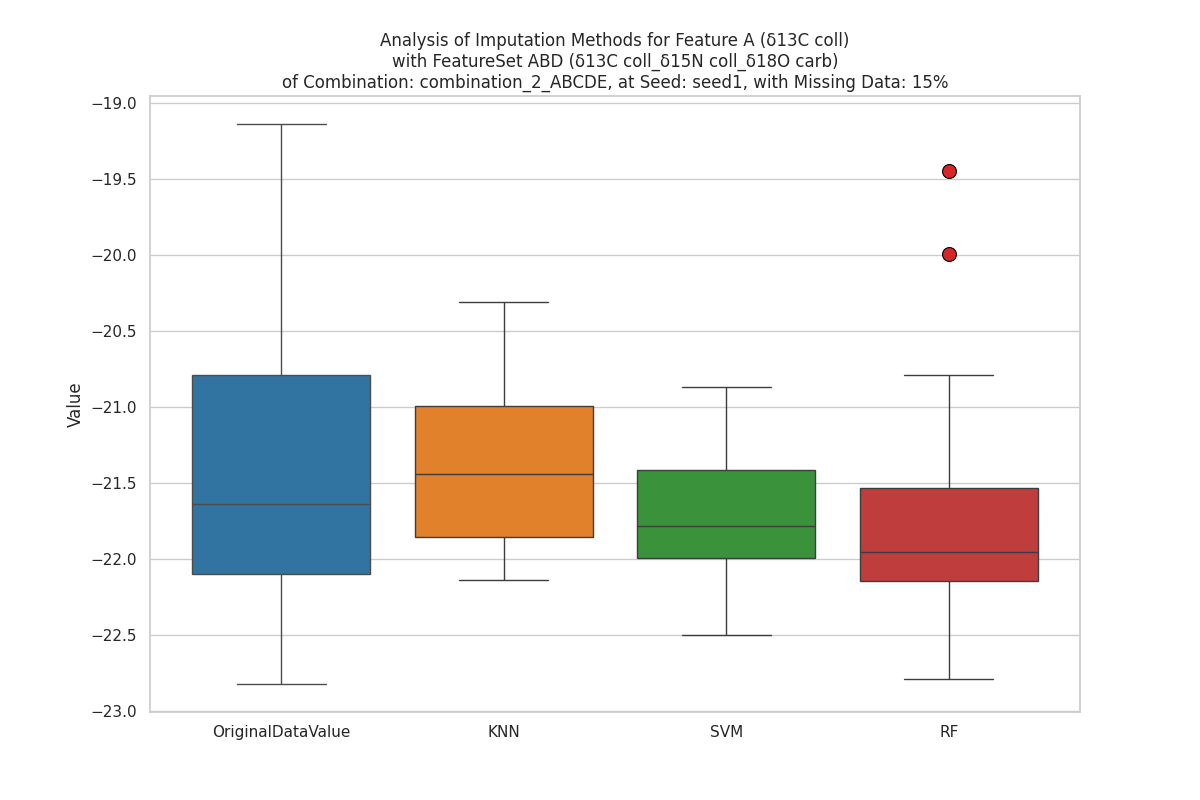 Analysis of Imputation Methods for Feature A (δ13C coll)
with FeatureSet ABD (δ13C coll_δ15N coll_δ18O carb)
of Combination: combination_2_ABCDE, at Seed: seed1, with Missing Data: 15%
Value
−19.0
−19.5
−20.0
−20.5
−21.0
−21.5
−22.0
−22.5
−23.0
OriginalDataValue KNN SVM RF